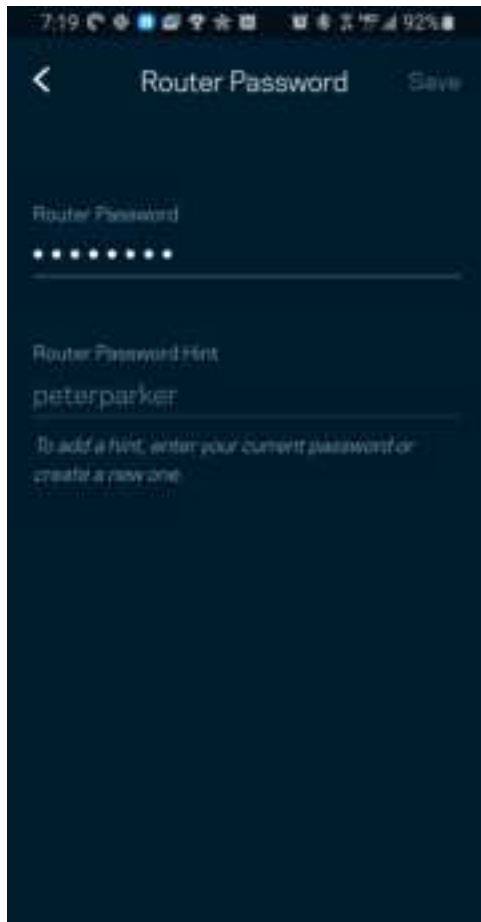 7:19 92%
Router Password Save
Router Password
••••••••
Router Password Hint
peterparker
To add a hint, enter your current password or
create a new one.